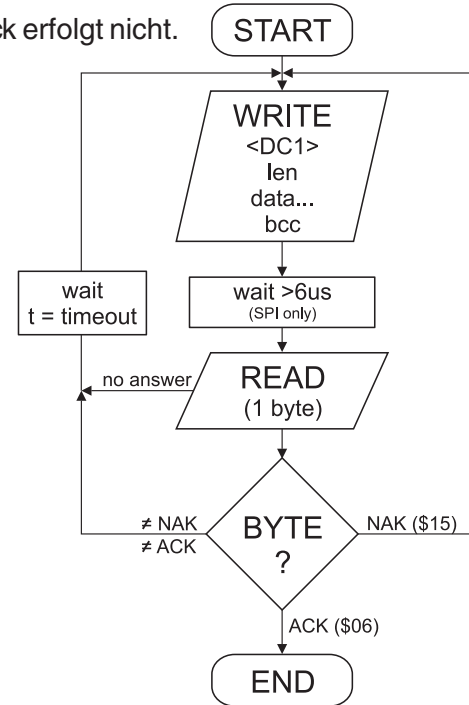 ck erfolgt nicht.
START
WRITE
<DC1>
len
data...
bcc
wait
t = timeout
wait >6us
(SPI only)
no answer
READ
(1 byte)
≠ NAK
≠ ACK
BYTE
?
NAK ($15)
ACK ($06)
END